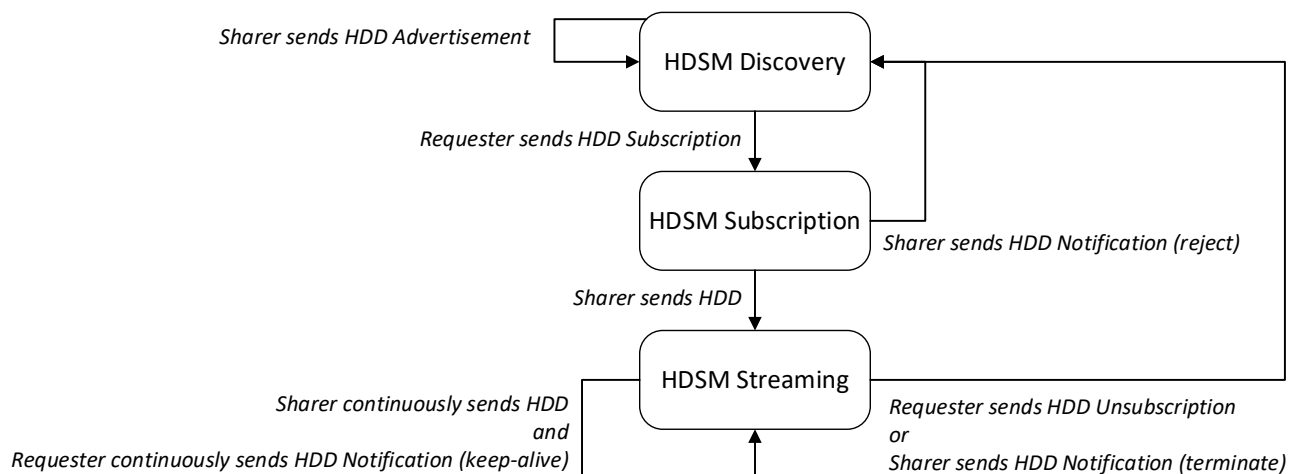 Sharer sends HDD Advertisement
HDSM Discovery
Requester sends HDD Subscription
HDSM Subscription
Sharer sends HDD Notification (reject)
Sharer sends HDD
HDSM Streaming
Sharer continuously sends HDD
and
Requester continuously sends HDD Notification (keep-alive)
Requester sends HDD Unsubscription
or
Sharer sends HDD Notification (terminate)